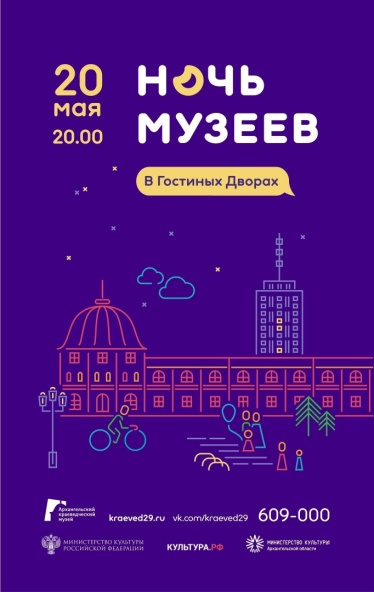 20
мая
20.00
НОЧЬ
МУЗЕЕВ
В Гостиных Дворах
Архангельский
краеведческий
музей
kraeved29.ru
vk.com/kraeved29
609-000
МИНИСТЕРСТВО КУЛЬТУРЫ
РОССИЙСКОЙ ФЕДЕРАЦИИ
КУЛЬТУРА.РФ
МИНИСТЕРСТВО КУЛЬТУРЫ
Архангельской области